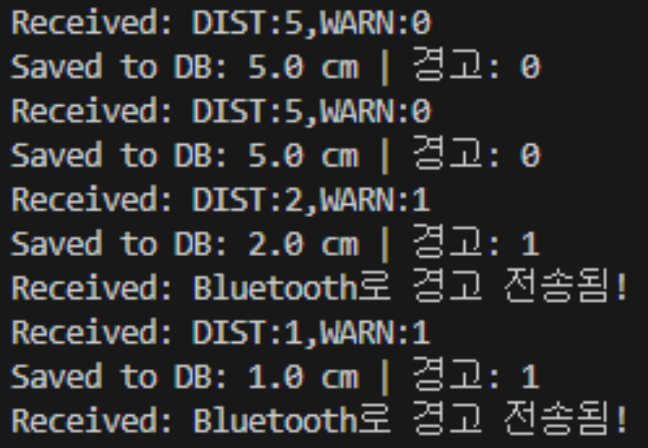 Received: DIST:5,WARN:0
Saved to DB: 5.0 cm | 경고: 0
Received: DIST:5,WARN:0
Saved to DB: 5.0 cm | 경고: 0
Received: DIST:2,WARN:1
Saved to DB: 2.0 cm | 경고: 1
Received: Bluetooth로 경고 전송됨!
Received: DIST:1,WARN:1
Saved to DB: 1.0 cm | 경고: 1
Received: Bluetooth로 경고 전송됨!